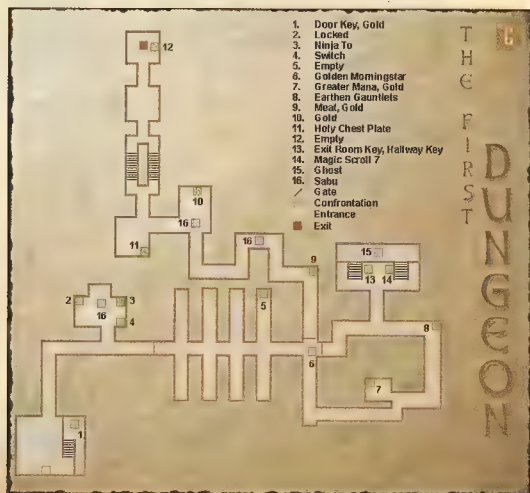 1. Door Key, Gold
2. Locked
3. Ninja To
4. Switch
5. Empty
6. Golden Morningstar
7. Greater Mana, Gold
8. Earthen Gauntlets
9. Meat, Gold
10. Gold
11. Holy Chest Plate
12. Empty
13. Exit Room Key, Hallway Key
14. Magic Scroll 7
15. Ghost
16. Sabu
Gate
Confrontation
Entrance
Exit
THE FIRST
DUNGEON
12
10
16
11
16
15
9
13
14
2
3
16
4
5
8
6
7
1